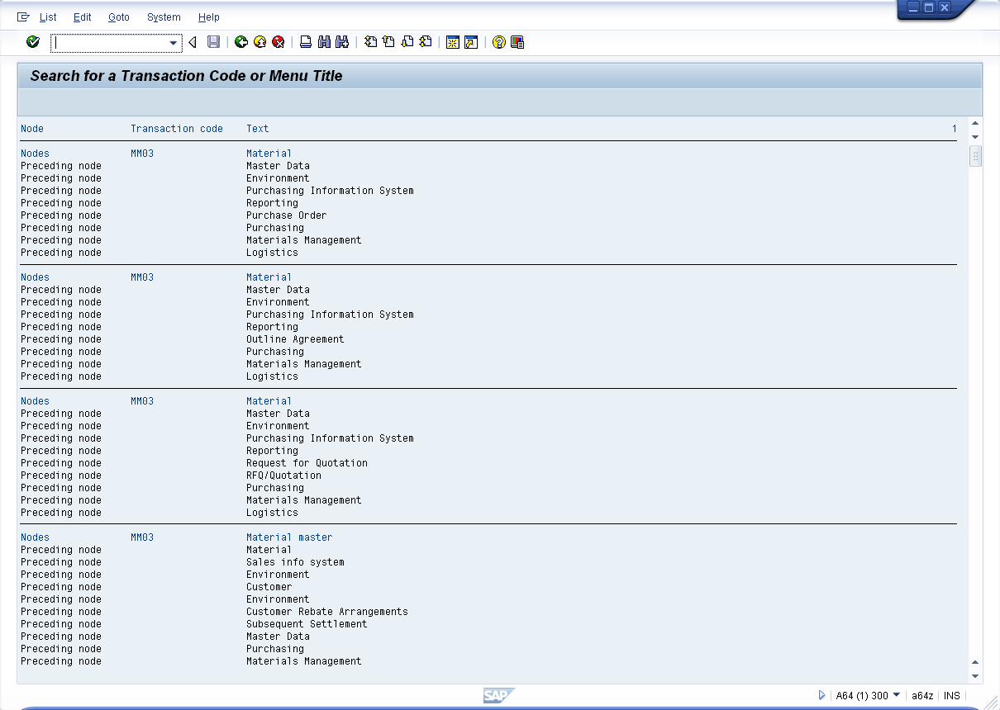 List Edit Goto System Help
Search for a Transaction Code or Menu Title
Node Transaction code Text 1
Nodes MM03 Material
Preceding node Master Data
Preceding node Environment
Preceding node Purchasing Information System
Preceding node Reporting
Preceding node Purchase Order
Preceding node Purchasing
Preceding node Materials Management
Preceding node Logistics
Nodes MM03 Material
Preceding node Master Data
Preceding node Environment
Preceding node Purchasing Information System
Preceding node Reporting
Preceding node Outline Agreement
Preceding node Purchasing
Preceding node Materials Management
Preceding node Logistics
Nodes MM03 Material
Preceding node Master Data
Preceding node Environment
Preceding node Purchasing Information System
Preceding node Reporting
Preceding node Request for Quotation
Preceding node RFQ/Quotation
Preceding node Purchasing
Preceding node Materials Management
Preceding node Logistics
Nodes MM03 Material master
Preceding node Material
Preceding node Sales info system
Preceding node Environment
Preceding node Customer
Preceding node Environment
Preceding node Customer Rebate Arrangements
Preceding node Subsequent Settlement
Preceding node Master Data
Preceding node Purchasing
Preceding node Materials Management
SAP A64 (1) 300 a64z INS